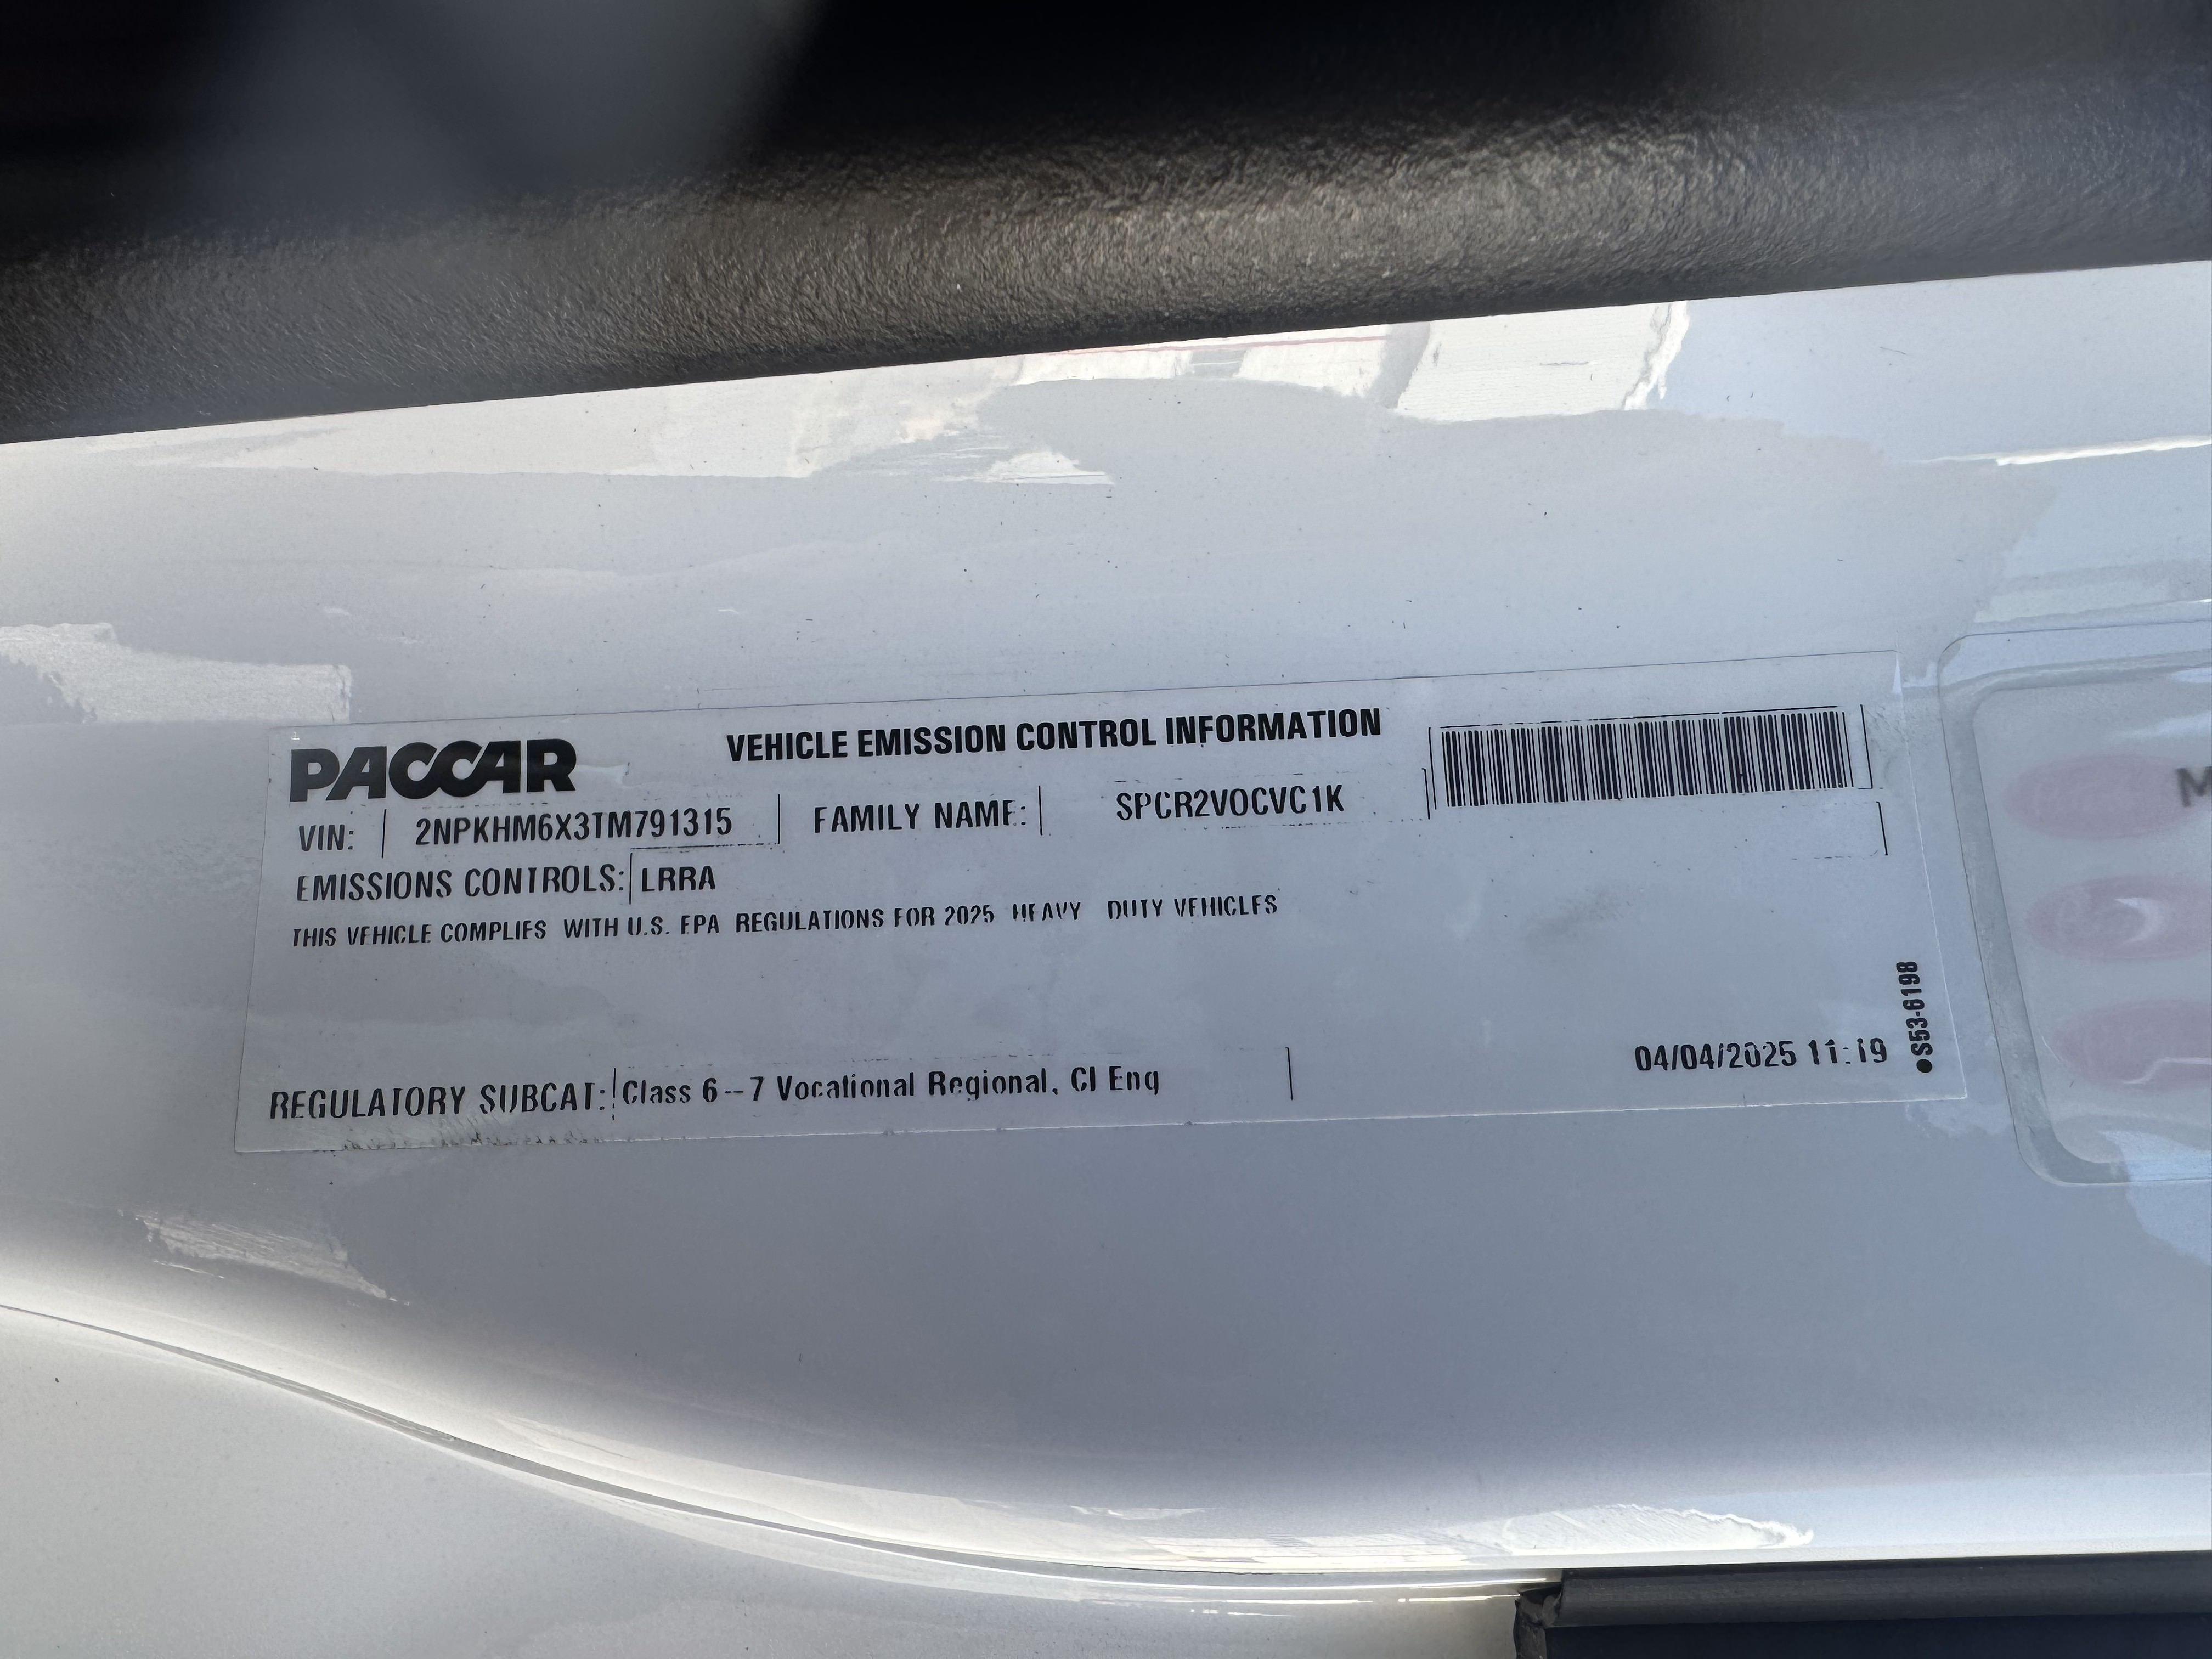 PACCAR
VEHICLE EMISSION CONTROL INFORMATION
VIN: 2NPKHM6X3TM791315 FAMILY NAME: SPCR2VOCVC1K
EMISSIONS CONTROLS: LRRA
THIS VEHICLE COMPLIES WITH U.S. EPA REGULATIONS FOR 2025 HEAVY DUTY VEHICLES
REGULATORY SUBCAT: Class 6--7 Vocational Regional, CI Eng
04/04/2025 11:19
●S53-6198